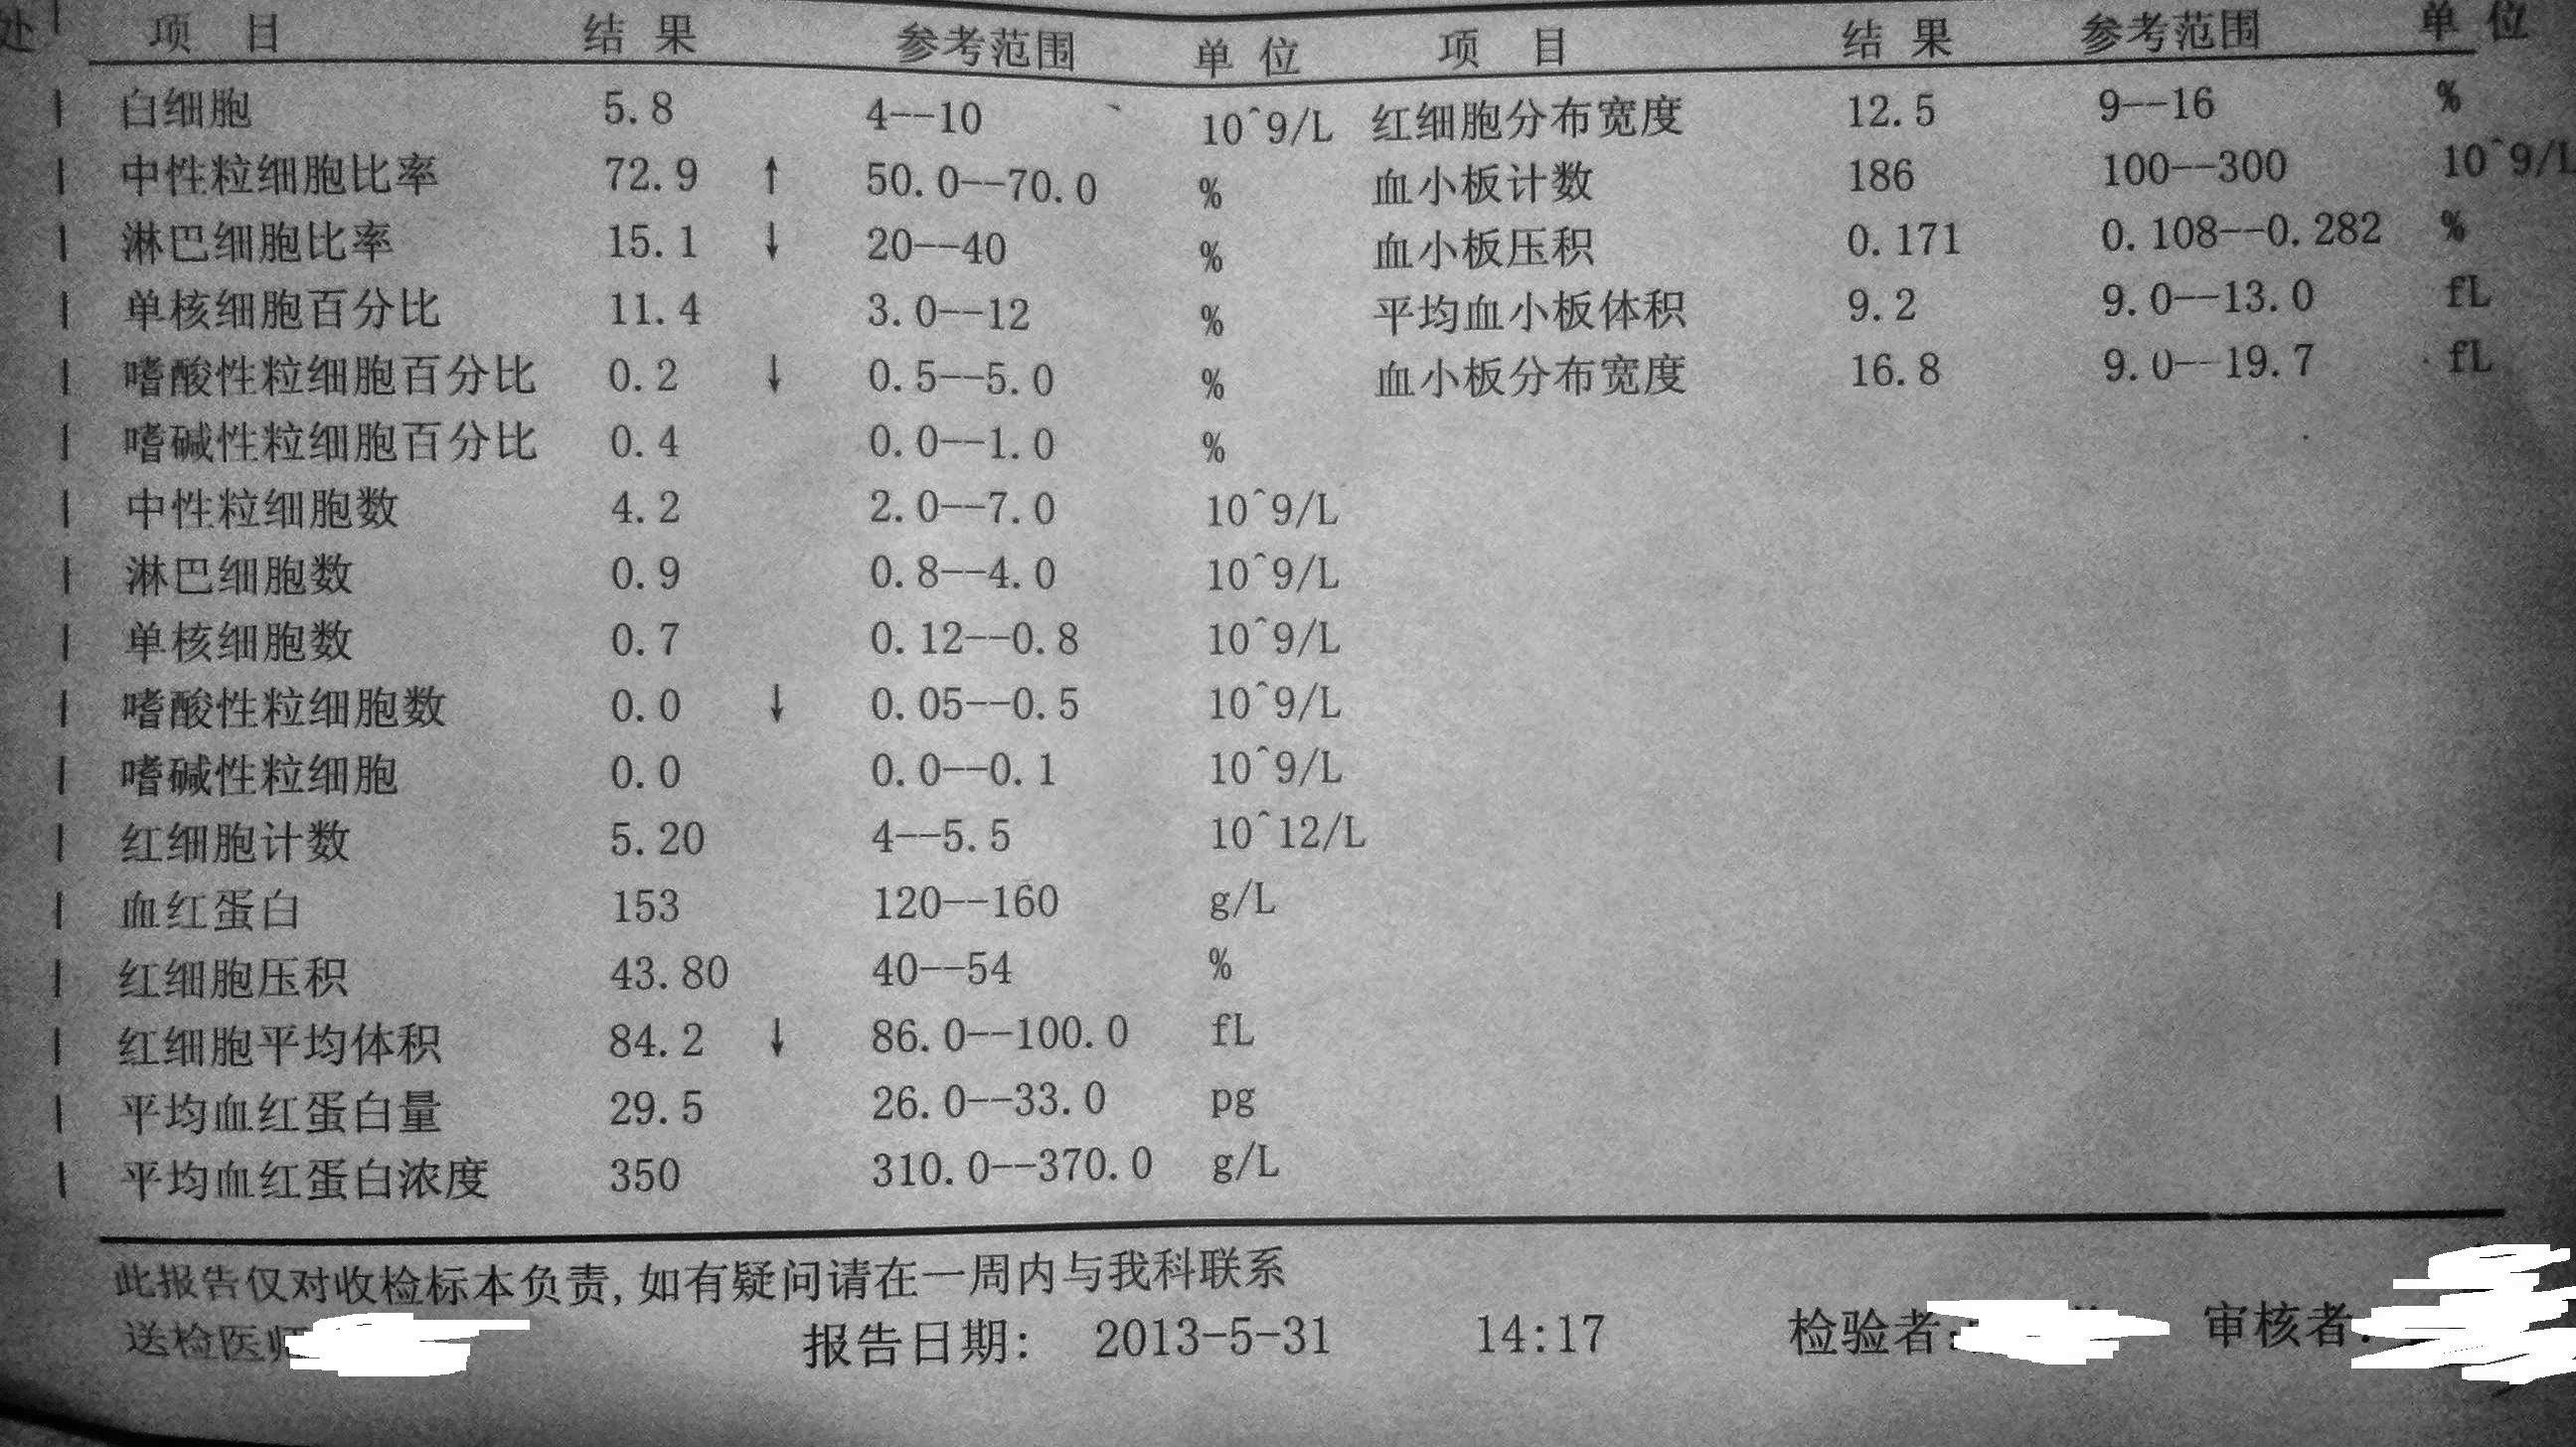 处 项 目 结 果 参考范围 单 位 项 目 结 果 参考范围 单 位
白细胞 5.8 4--10 10^9/L 红细胞分布宽度 12.5 9--16 %
中性粒细胞比率 72.9 ↑ 50.0--70.0 % 血小板计数 186 100--300 10^9/L
淋巴细胞比率 15.1 ↓ 20--40 % 血小板压积 0.171 0.108--0.282 %
单核细胞百分比 11.4 3.0--12 % 平均血小板体积 9.2 9.0--13.0 fL
嗜酸性粒细胞百分比 0.2 ↓ 0.5--5.0 % 血小板分布宽度 16.8 9.0--19.7 fL
嗜碱性粒细胞百分比 0.4 0.0--1.0 %
中性粒细胞数 4.2 2.0--7.0 10^9/L
淋巴细胞数 0.9 0.8--4.0 10^9/L
单核细胞数 0.7 0.12--0.8 10^9/L
嗜酸性粒细胞数 0.0 ↓ 0.05--0.5 10^9/L
嗜碱性粒细胞 0.0 0.0--0.1 10^9/L
红细胞计数 5.20 4--5.5 10^12/L
血红蛋白 153 120--160 g/L
红细胞压积 43.80 40--54 %
红细胞平均体积 84.2 ↓ 86.0--100.0 fL
平均血红蛋白量 29.5 26.0--33.0 pg
平均血红蛋白浓度 350 310.0--370.0 g/L
此报告仅对收检标本负责,如有疑问请在一周内与我科联系
送检医师 报告日期: 2013-5-31 14:17 检验者: 审核者: